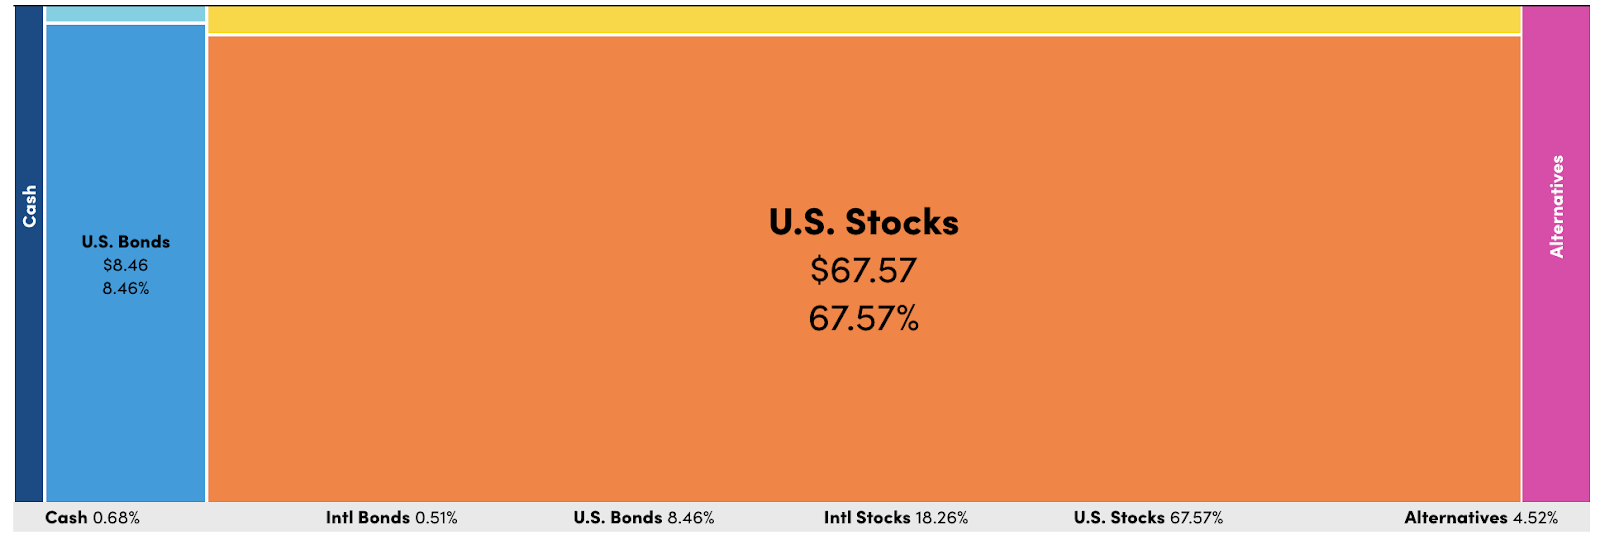 Cash
U.S. Bonds
$8.46
8.46%
U.S. Stocks
$67.57
67.57%
Alternatives
Cash 0.68%
Intl Bonds 0.51%
U.S. Bonds 8.46%
Intl Stocks 18.26%
U.S. Stocks 67.57%
Alternatives 4.52%